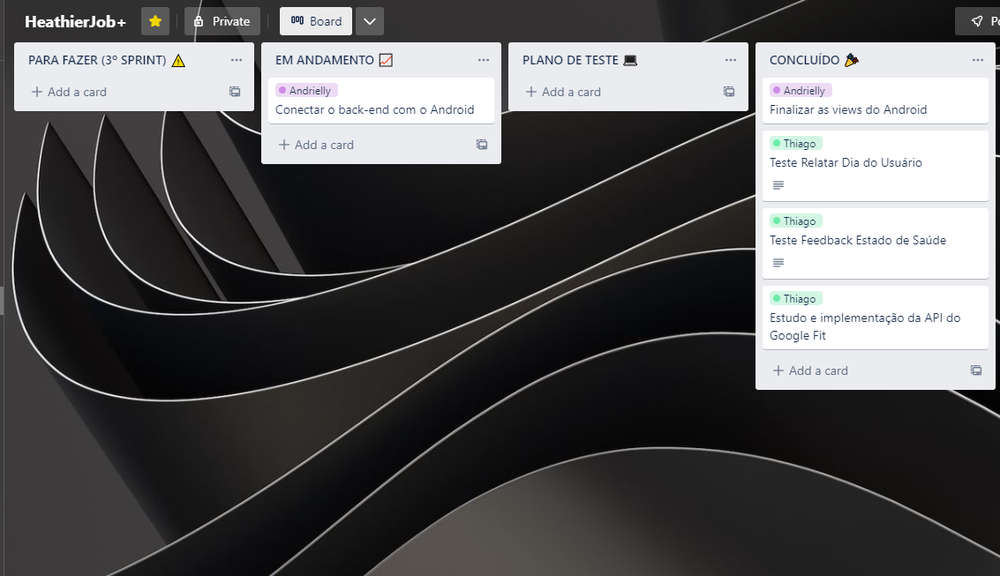 HeathierJob+
Private
Board
PARA FAZER (3º SPRINT) ⚠️
Add a card
EM ANDAMENTO 📈
Andrielly
Conectar o back-end com o Android
Add a card
PLANO DE TESTE 💻
Add a card
CONCLUÍDO 🎉
Andrielly
Finalizar as views do Android
Thiago
Teste Relatar Dia do Usuário
Thiago
Teste Feedback Estado de Saúde
Thiago
Estudo e implementação da API do
Google Fit
Add a card